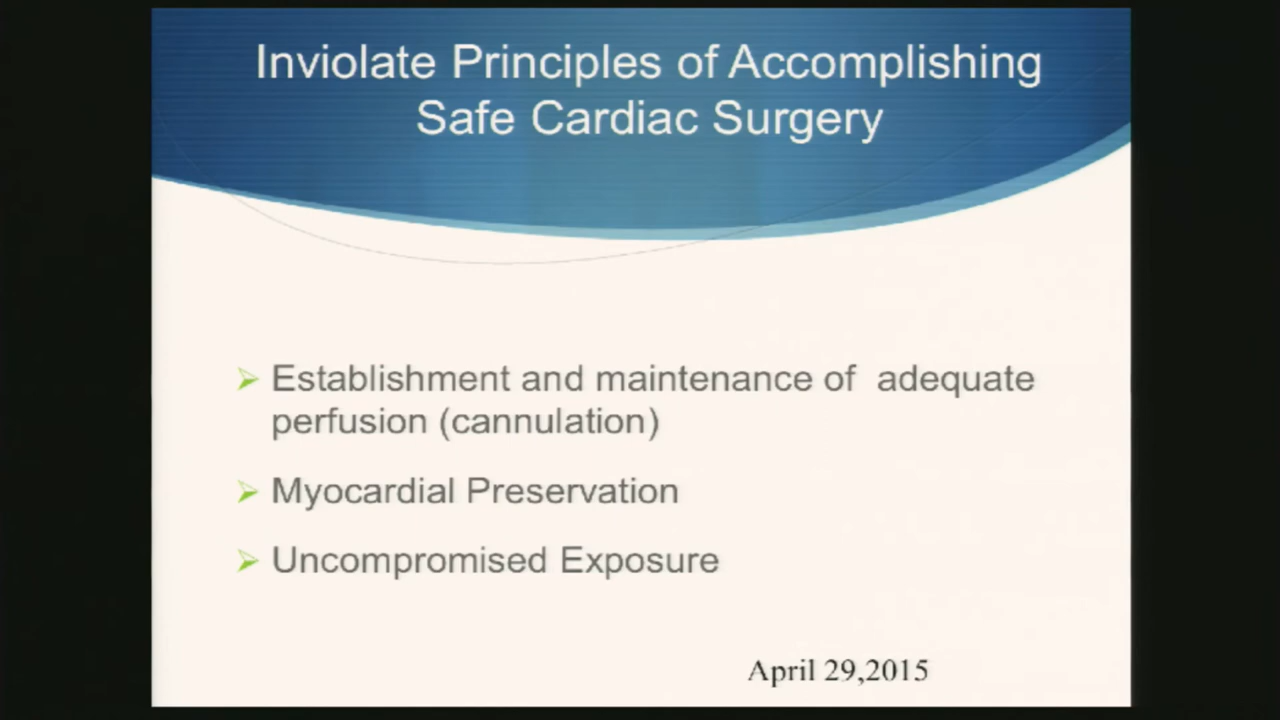 Inviolate Principles of Accomplishing
Safe Cardiac Surgery
Establishment and maintenance of adequate
perfusion (cannulation)
Myocardial Preservation
Uncompromised Exposure
April 29,2015